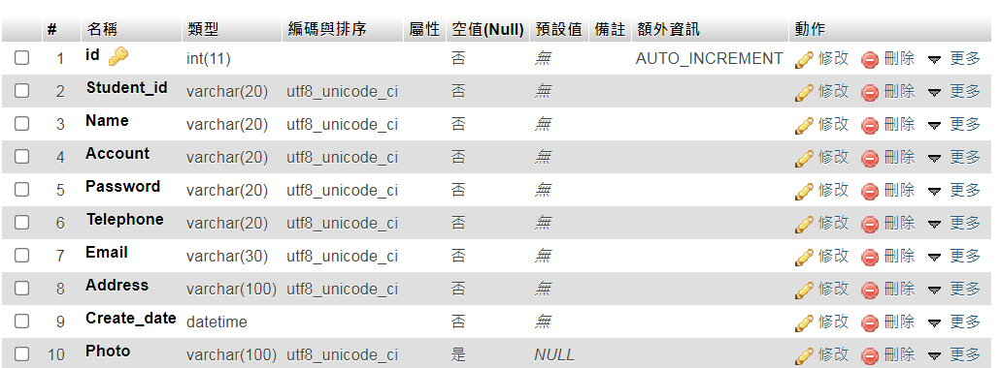 # 名稱 類型 編碼與排序 屬性 空值(Null) 預設值 備註 額外資訊 動作
1 id int(11) 否 無 AUTO_INCREMENT 修改 刪除 更多
2 Student_id varchar(20) utf8_unicode_ci 否 無 修改 刪除 更多
3 Name varchar(20) utf8_unicode_ci 否 無 修改 刪除 更多
4 Account varchar(20) utf8_unicode_ci 否 無 修改 刪除 更多
5 Password varchar(20) utf8_unicode_ci 否 無 修改 刪除 更多
6 Telephone varchar(20) utf8_unicode_ci 否 無 修改 刪除 更多
7 Email varchar(30) utf8_unicode_ci 否 無 修改 刪除 更多
8 Address varchar(100) utf8_unicode_ci 否 無 修改 刪除 更多
9 Create_date datetime 否 無 修改 刪除 更多
10 Photo varchar(100) utf8_unicode_ci 是 NULL 修改 刪除 更多